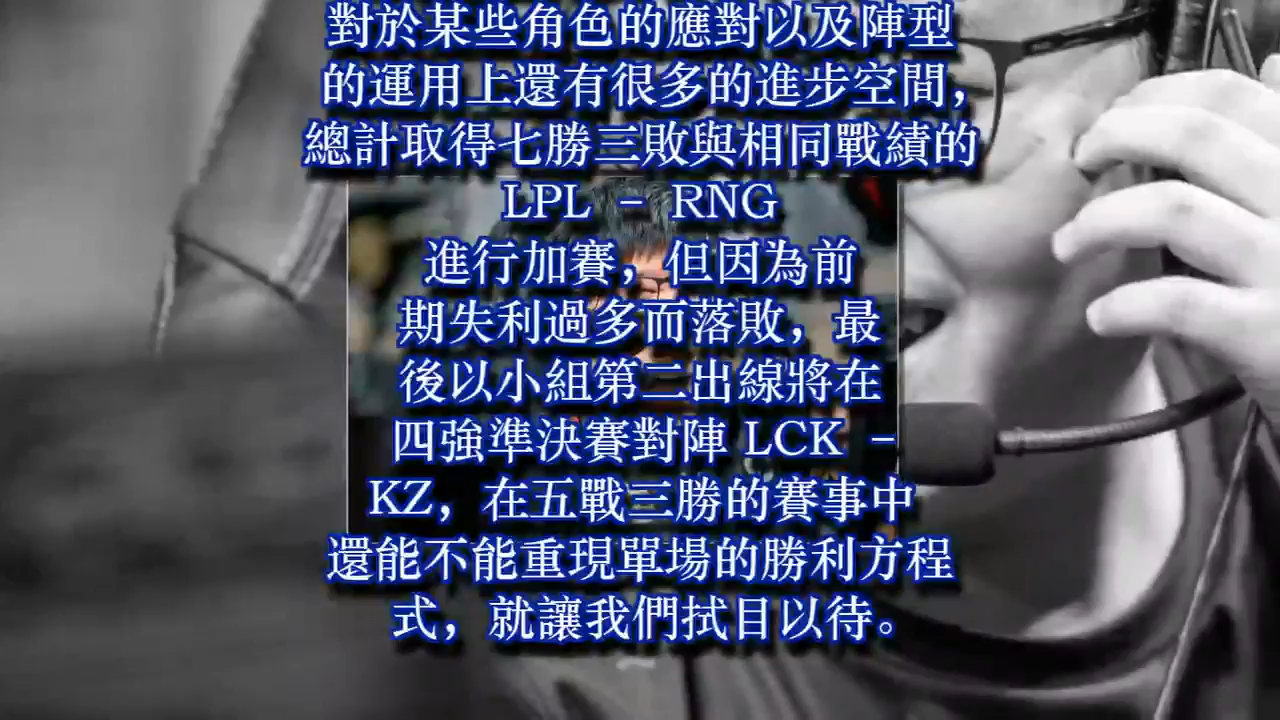 對於某些角色的應對以及陣型
的運用上還有很多的進步空間，
總計取得七勝三敗與相同戰績的
LPL - RNG
進行加賽，但因為前
期失利過多而落敗，最
後以小組第二出線將在
四強準決賽對陣 LCK -
KZ，在五戰三勝的賽事中
還能不能重現單場的勝利方程
式，就讓我們拭目以待。